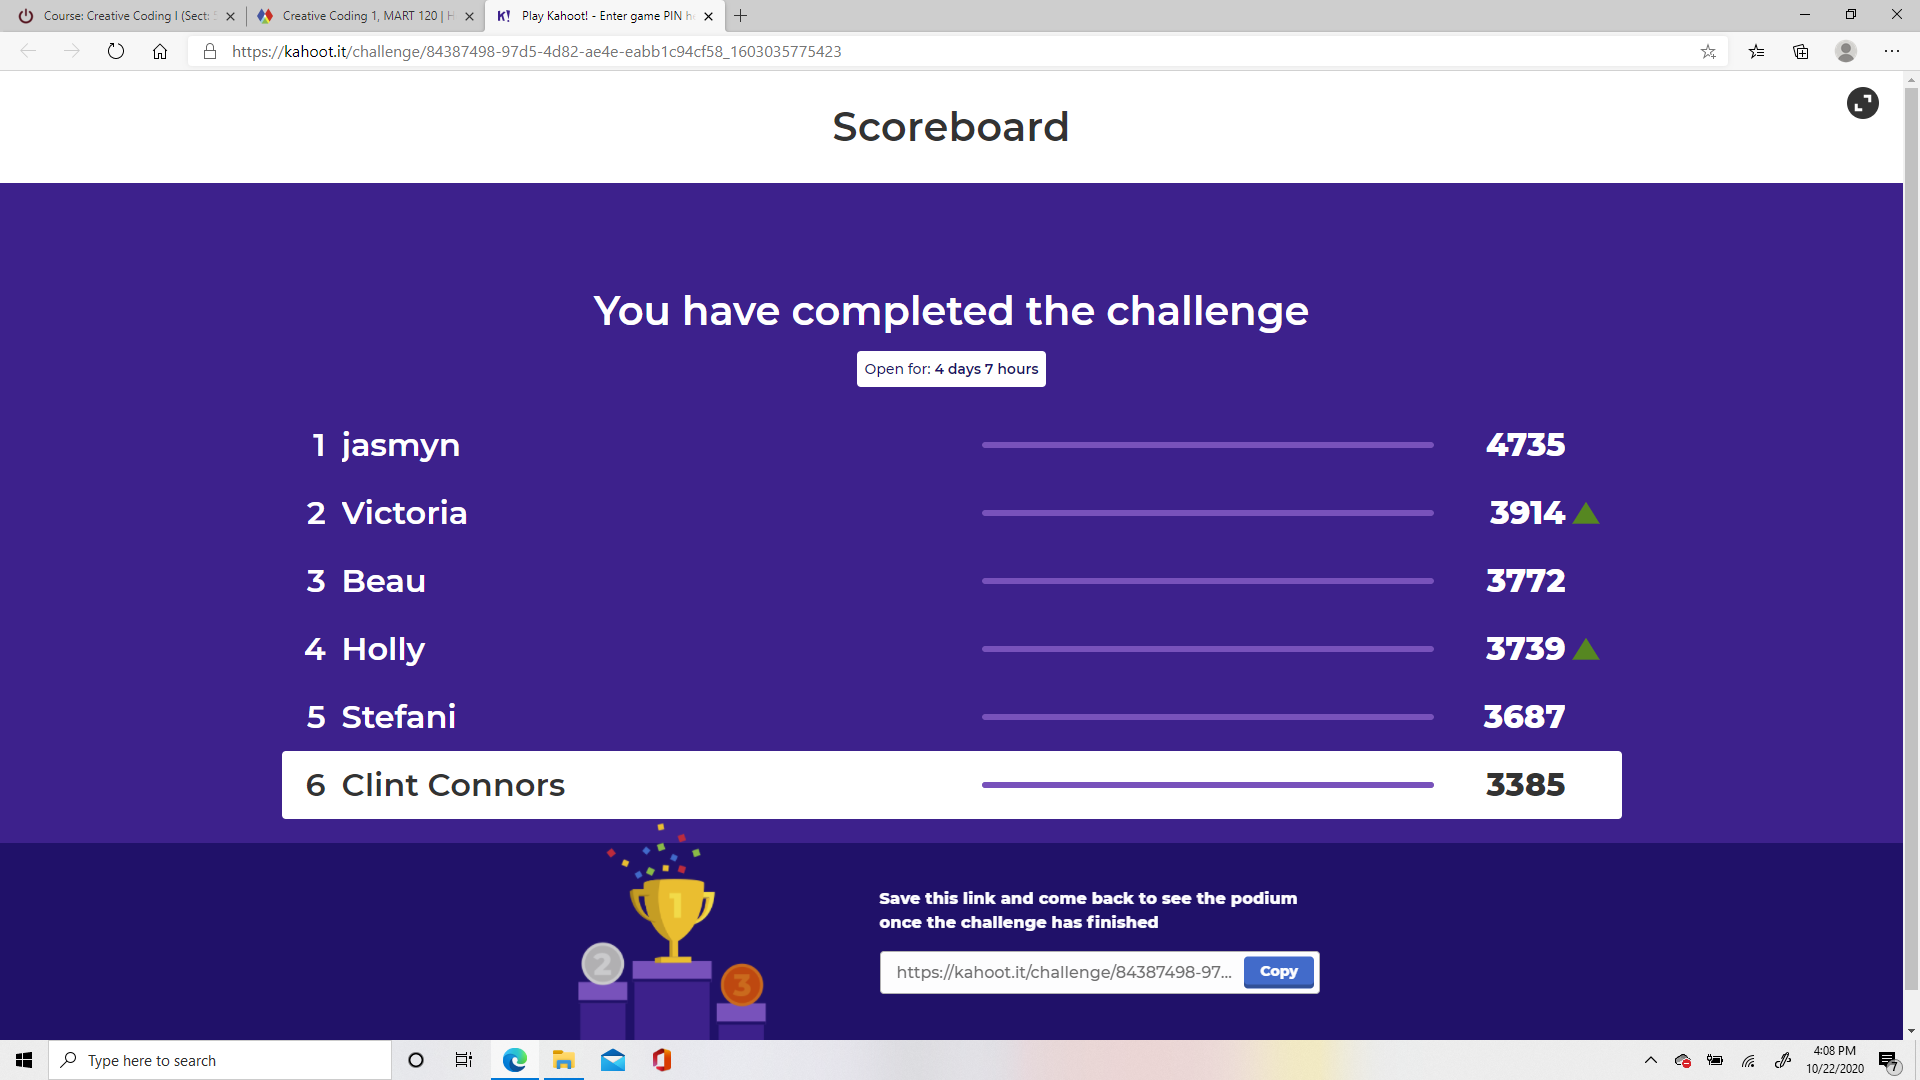 Course: Creative Coding I (Sect:
Creative Coding 1, MART 120 | H
K! Play Kahoot! - Enter game PIN he
https://kahoot.it/challenge/84387498-97d5-4d82-ae4e-eabb1c94cf58_1603035775423
Scoreboard
You have completed the challenge
Open for: 4 days 7 hours
1 jasmyn 4735
2 Victoria 3914
3 Beau 3772
4 Holly 3739
5 Stefani 3687
6 Clint Connors 3385
1
2
3
Save this link and come back to see the podium
once the challenge has finished
https://kahoot.it/challenge/84387498-97... Copy
Type here to search
4:08 PM
10/22/2020
7